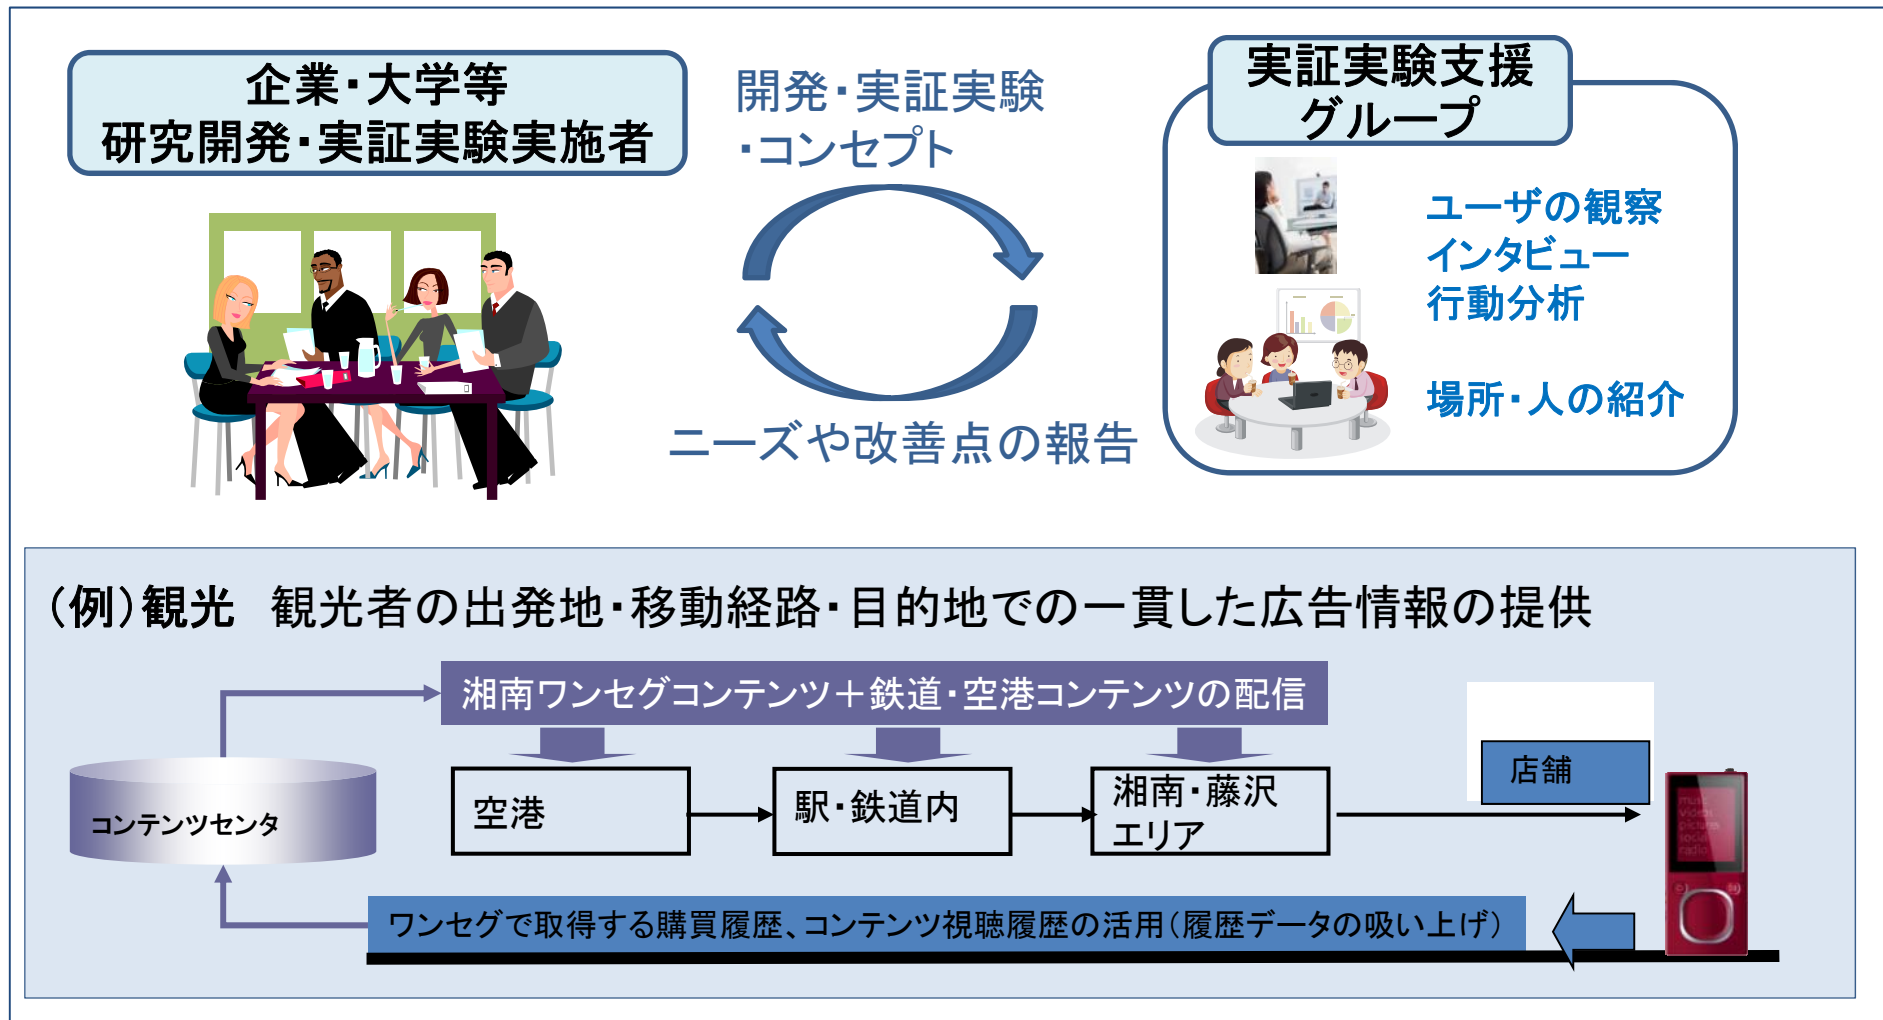 企業・大学等
研究開発・実証実験実施者
開発・実証実験
・コンセプト
ニーズや改善点の報告
実証実験支援
グループ
ユーザの観察
インタビュー
行動分析
場所・人の紹介
（例）観光　観光者の出発地・移動経路・目的地での一貫した広告情報の提供
湘南ワンセグコンテンツ＋鉄道・空港コンテンツの配信
コンテンツセンタ
空港
駅・鉄道内
湘南・藤沢
エリア
店舗
music
videos
pictures
social
radio
ワンセグで取得する購買履歴、コンテンツ視聴履歴の活用（履歴データの吸い上げ）